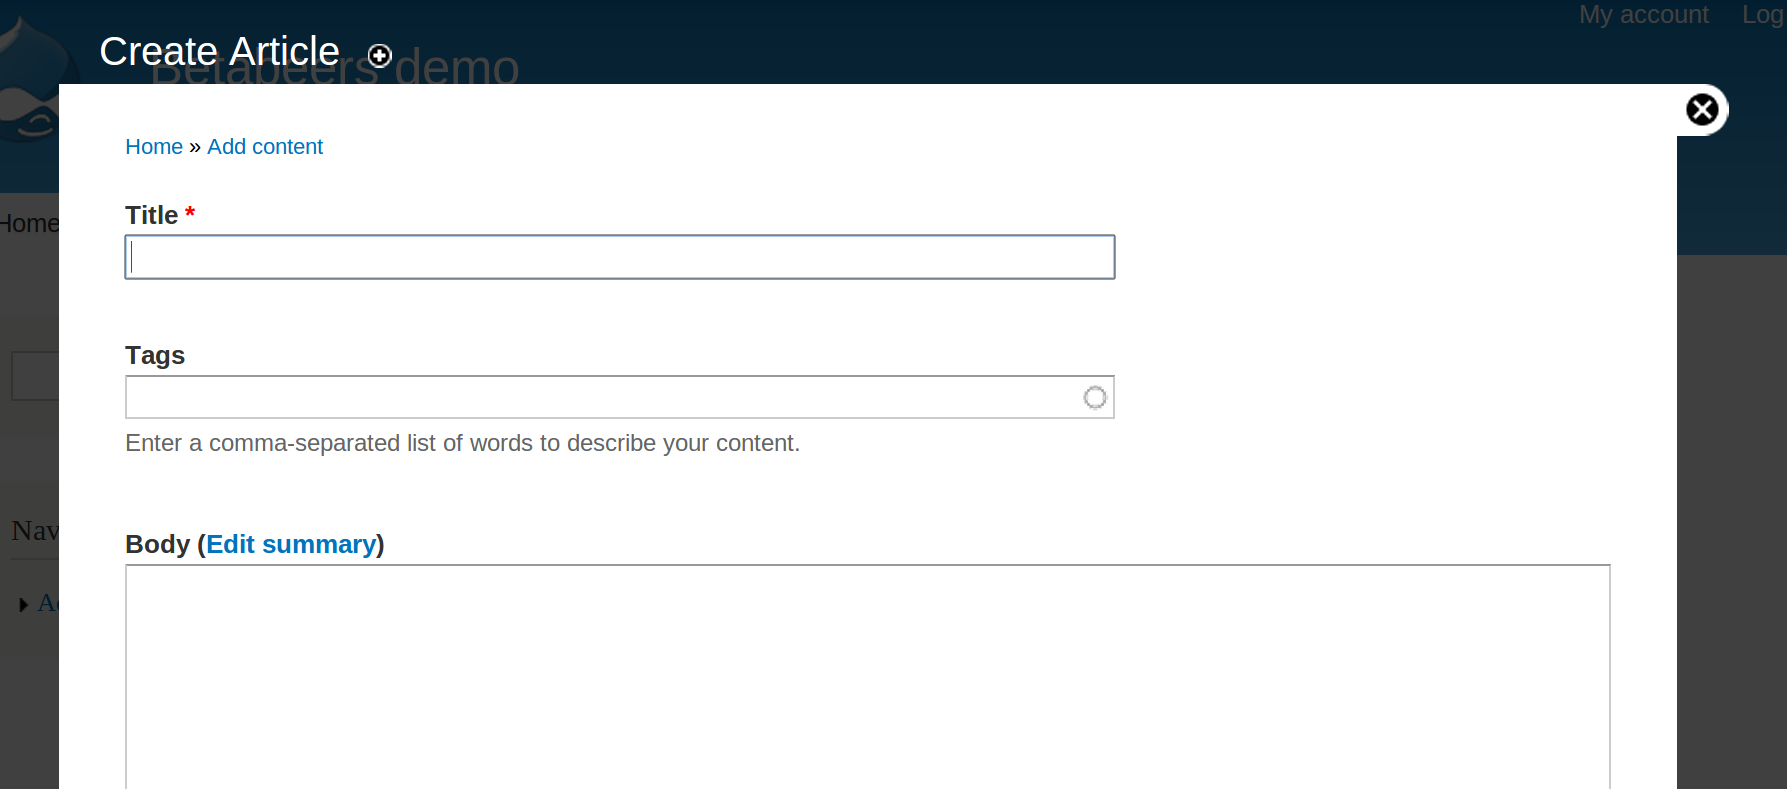 My account Log
Create Article
Betabeers demo
Home » Add content
Home
Title *
Tags
Enter a comma-separated list of words to describe your content.
Nav
Body (Edit summary)